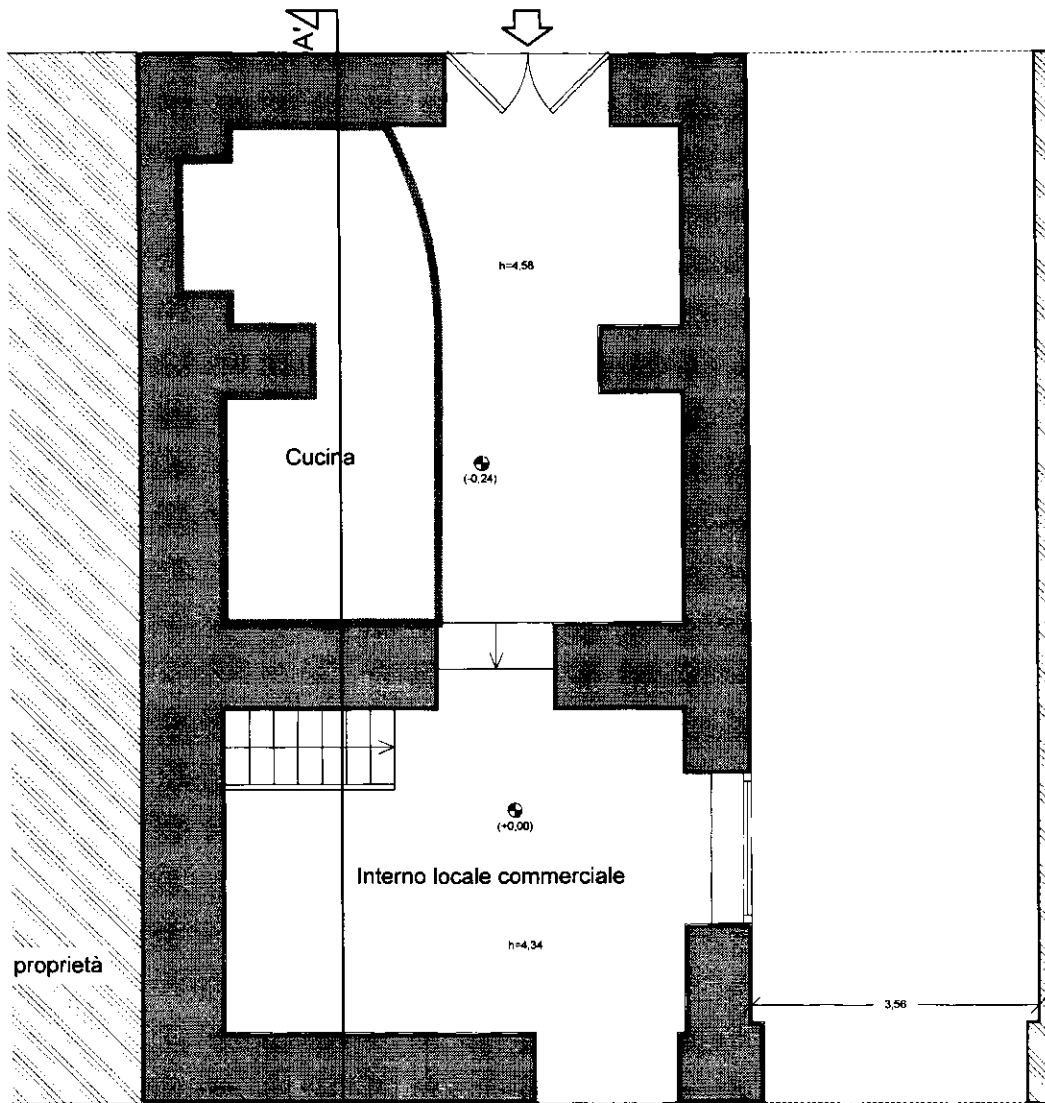 A'
h=4,58
Cucina
(-0,24)
(+0,00)
Interno locale commerciale
h=4,34
proprietà
3,56